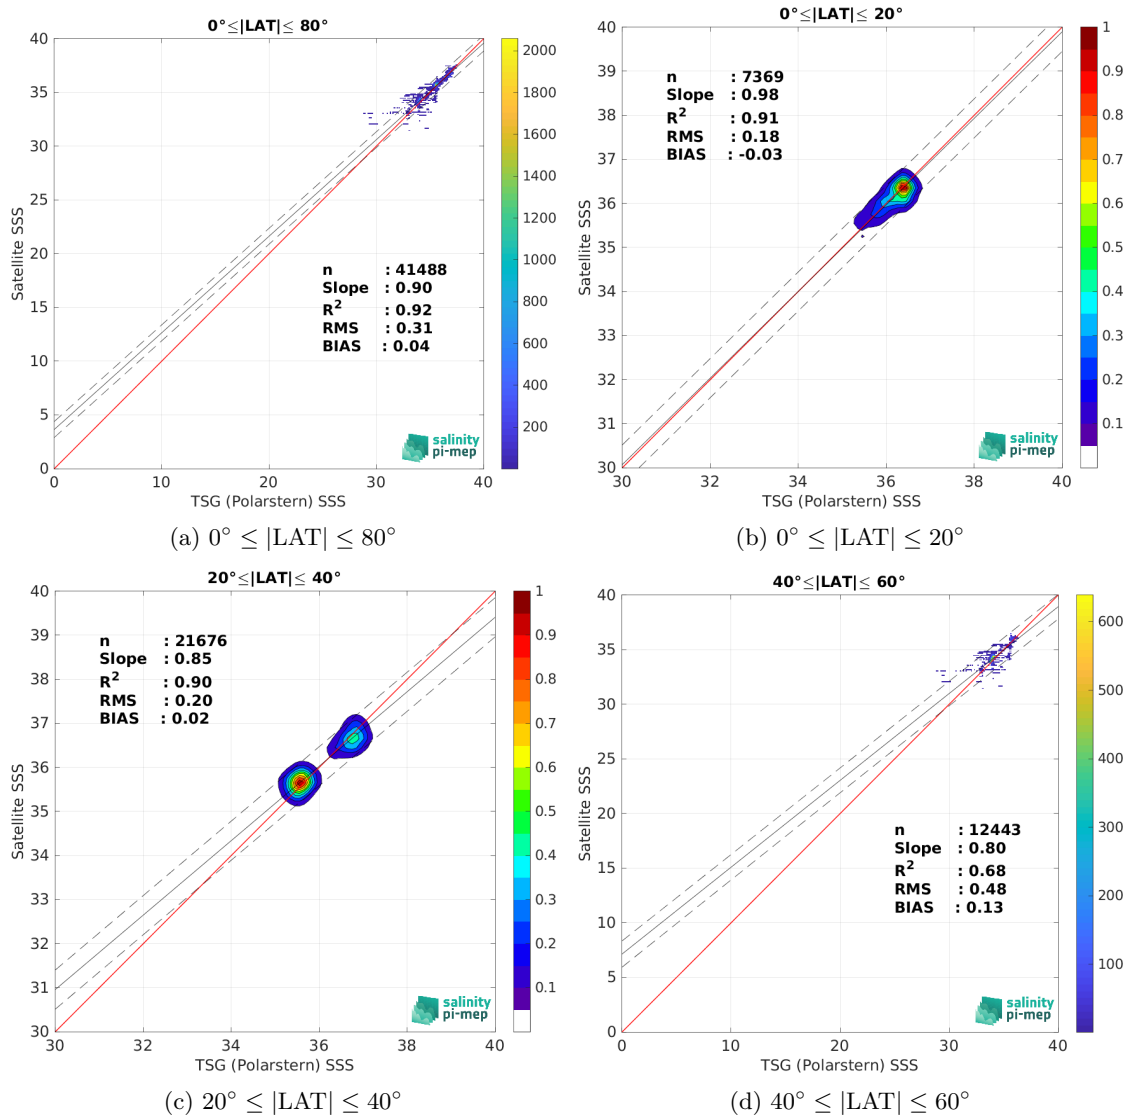 0°≤|LAT|≤ 80°
40
35
30
25
20
15
10
5
0
Satellite SSS
n : 41488
Slope : 0.90
R² : 0.92
RMS : 0.31
BIAS : 0.04
salinity
pi-mep
0 10 20 30 40
TSG (Polarstern) SSS
2000
1800
1600
1400
1200
1000
800
600
400
200
(a) 0° ≤ |LAT| ≤ 80°
0°≤|LAT|≤ 20°
40
39
38
37
36
35
34
33
32
31
30
Satellite SSS
n : 7369
Slope : 0.98
R² : 0.91
RMS : 0.18
BIAS : -0.03
salinity
pi-mep
30 32 34 36 38 40
TSG (Polarstern) SSS
1
0.9
0.8
0.7
0.6
0.5
0.4
0.3
0.2
0.1
(b) 0° ≤ |LAT| ≤ 20°
20°≤|LAT|≤ 40°
40
39
38
37
36
35
34
33
32
31
30
Satellite SSS
n : 21676
Slope : 0.85
R² : 0.90
RMS : 0.20
BIAS : 0.02
salinity
pi-mep
30 32 34 36 38 40
TSG (Polarstern) SSS
1
0.9
0.8
0.7
0.6
0.5
0.4
0.3
0.2
0.1
(c) 20° ≤ |LAT| ≤ 40°
40°≤|LAT|≤ 60°
40
35
30
25
20
15
10
5
0
Satellite SSS
n : 12443
Slope : 0.80
R² : 0.68
RMS : 0.48
BIAS : 0.13
salinity
pi-mep
0 10 20 30 40
TSG (Polarstern) SSS
600
500
400
300
200
100
(d) 40° ≤ |LAT| ≤ 60°